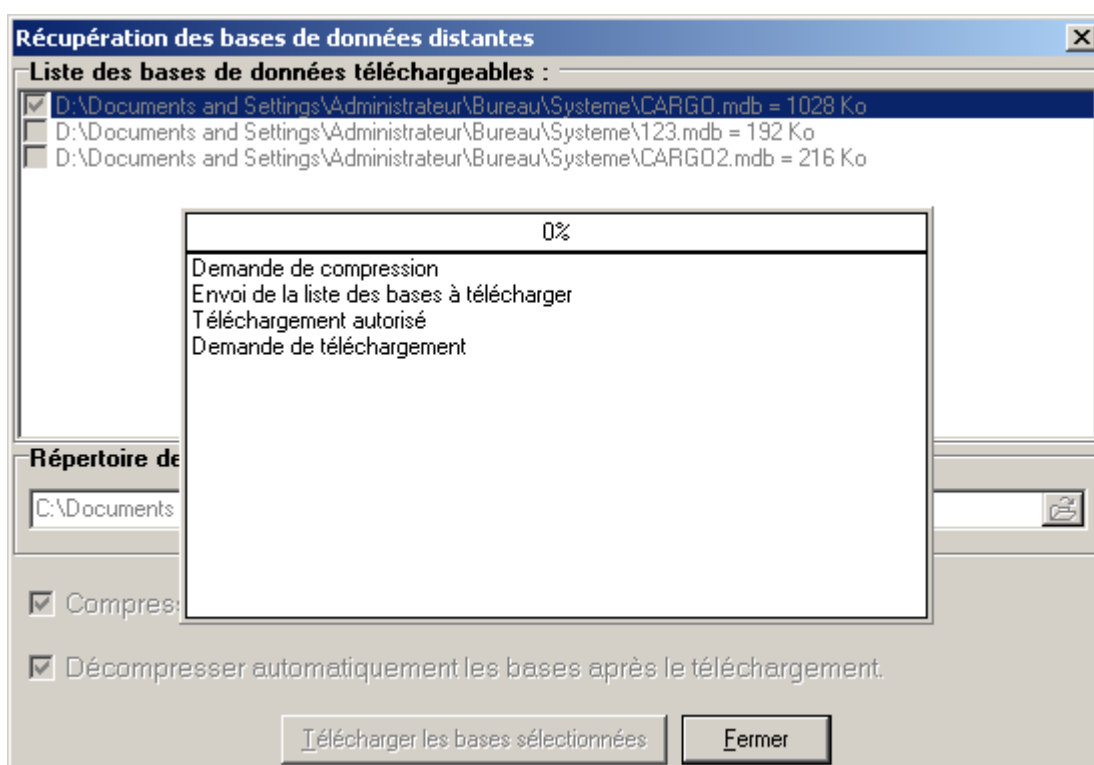 Récupération des bases de données distantes
Liste des bases de données téléchargeables :
D:\Documents and Settings\Administrateur\Bureau\Systeme\CARGO.mdb = 1028 Ko
D:\Documents and Settings\Administrateur\Bureau\Systeme\123.mdb = 192 Ko
D:\Documents and Settings\Administrateur\Bureau\Systeme\CARGO2.mdb = 216 Ko
0%
Demande de compression
Envoi de la liste des bases à télécharger
Téléchargement autorisé
Demande de téléchargement
Répertoire de
C:\Documents
Compress
Décompresser automatiquement les bases après le téléchargement.
Télécharger les bases sélectionnées
Fermer